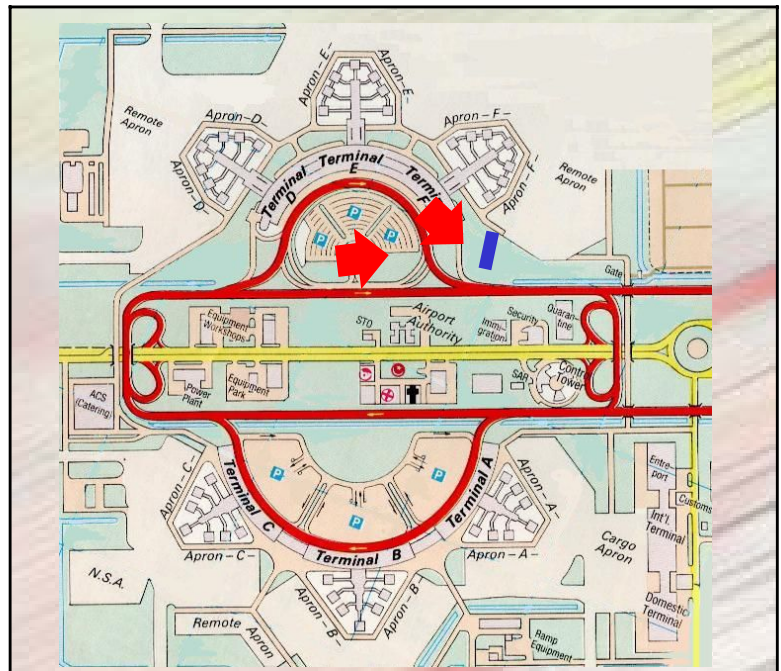 Apron-E-
Apron-E-
Apron-D-
Apron-F-
Remote
Apron
Remote
Apron
Apron-D-
Apron-F-
Terminal
E
Terminal
D
P
P
P
Gate
Equipment
Workshops
STO
Airport
Authority
Immi-
gration
Security
Quaran-
tine
ACS
(Catering)
Power
Plant
Equipment
Park
SAR
Tower
P
P
P
Terminal C
Terminal B
Terminal A
Apron-C-
Apron-C-
Apron-A-
Apron-A-
Apron-B-
Apron-B-
N.S.A.
Remote
Apron
Cargo
Apron
Entre-
port
Customs
Int'l.
Terminal
Domestic
Terminal
Ramp
Equipment